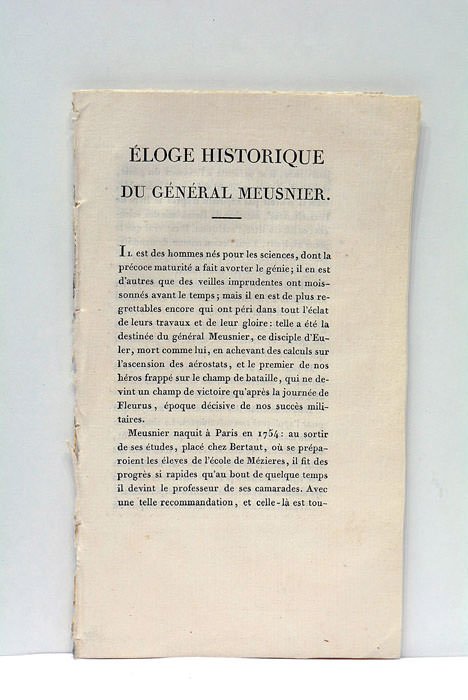 ÉLOGE HISTORIQUE
DU GÉNÉRAL MEUSNIER.
Il est des hommes nés pour les sciences, dont la
précoce maturité a fait avorter le génie; il en est
d'autres que des veilles imprudentes ont mois-
sonnés avant le temps; mais il en est de plus re-
grettables encore qui ont péri dans tout l'éclat
de leurs travaux et de leur gloire: telle a été la
destinée du général Meusnier, ce disciple d'Eu-
ler, mort comme lui, en achevant des calculs sur
l'ascension des aérostats, et le premier de nos
héros frappé sur le champ de bataille, qui ne de-
vint un champ de victoire qu'après la journée de
Fleurus, époque décisive de nos succès mili-
taires.
Meusnier naquit à Paris en 1754: au sortir
de ses études, placé chez Bertaut, où se prépa-
roient les éleves de l'école de Mézieres, il fit des
progrès si rapides qu'au bout de quelque temps
il devint le professeur de ses camarades. Avec
une telle recommandation, et celle-là est tou-